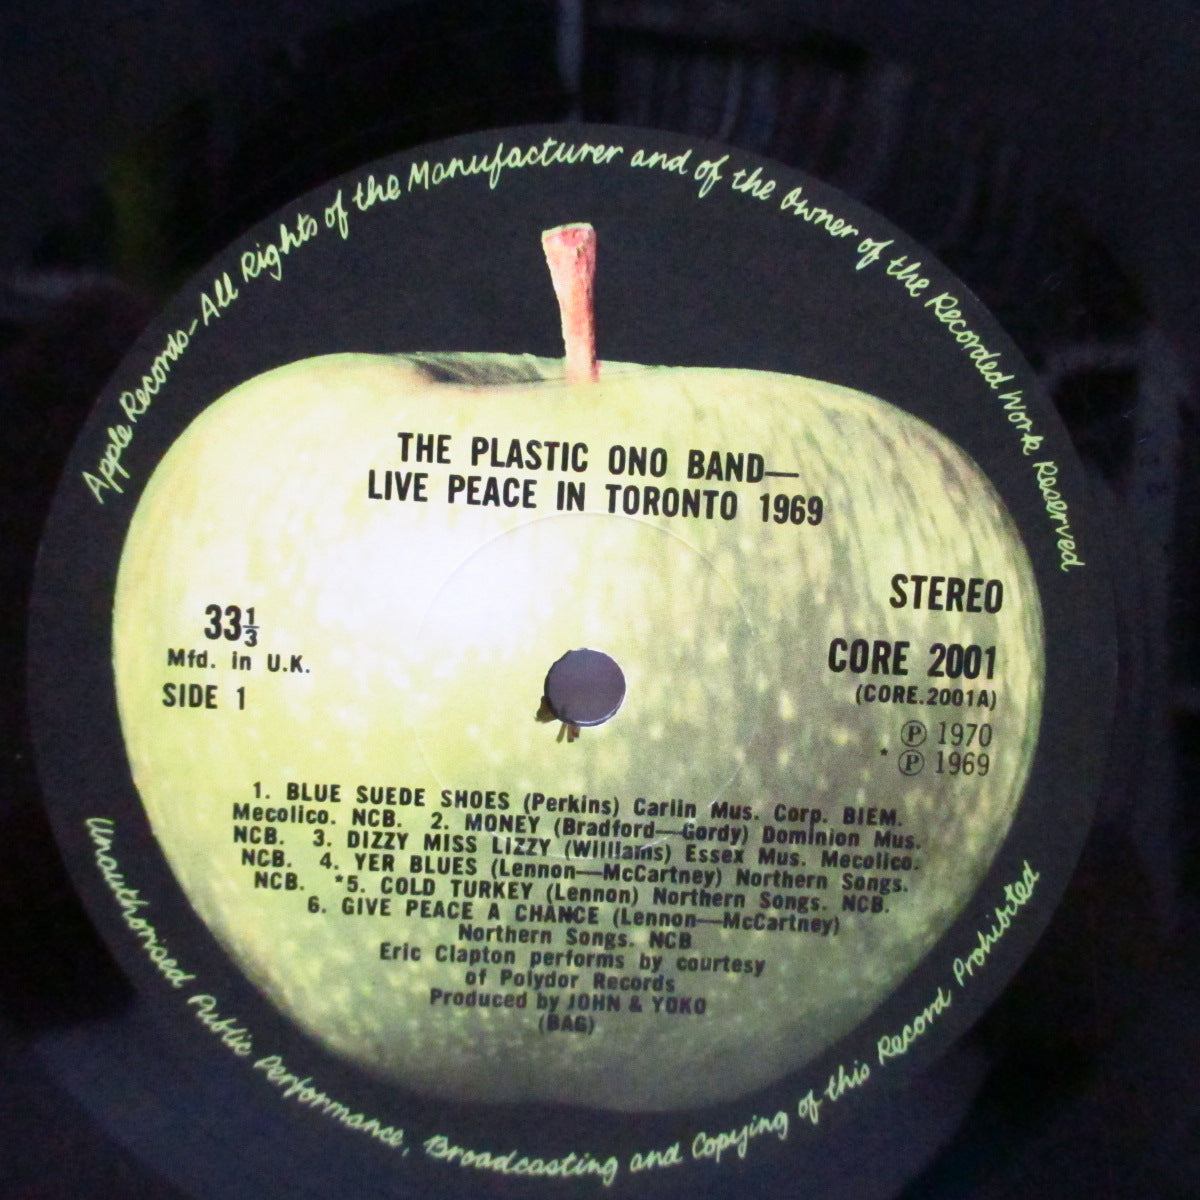 Apple Records - All Rights of the Manufacturer and of the Owner of the Recorded Work Reserved
THE PLASTIC ONO BAND—
LIVE PEACE IN TORONTO 1969
STEREO
33⅓
Mfd. in U.K.
SIDE 1
CORE 2001
(CORE.2001A)
Ⓟ 1970
* Ⓟ 1969
1. BLUE SUEDE SHOES (Perkins) Carlin Mus. Corp. BIEM.
Mecolico. NCB. 2. MONEY (Bradford—Gordy) Dominion Mus.
NCB. 3. DIZZY MISS LIZZY (Williams) Essex Mus. Mecolico.
NCB. 4. YER BLUES (Lennon—McCartney) Northern Songs.
NCB. *5. COLD TURKEY (Lennon) Northern Songs. NCB.
6. GIVE PEACE A CHANCE (Lennon—McCartney)
Northern Songs. NCB
Eric Clapton performs by courtesy
of Polydor Records
Produced by JOHN & YOKO
(BAG)
Unauthorised Public Performance, Broadcasting and Copying of this Record Prohibited